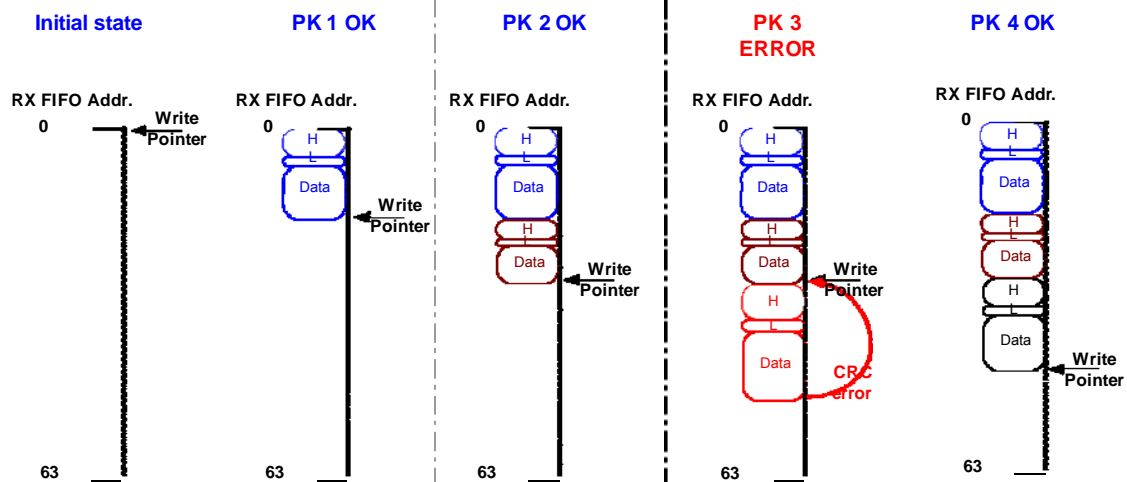 Initial state
RX FIFO Addr.
0
Write
Pointer
63
PK 1 OK
RX FIFO Addr.
0
H
L
Data
Write
Pointer
63
PK 2 OK
0
H
L
Data
H
L
Data
Write
Pointer
63
PK 3
ERROR
RX FIFO Addr.
0
H
L
Data
H
L
Data
Write
Pointer
H
L
Data
CRC
error
63
PK 4 OK
RX FIFO Addr.
0
H
L
Data
H
L
Data
H
L
Data
Write
Pointer
63
RX FIFO Addr.